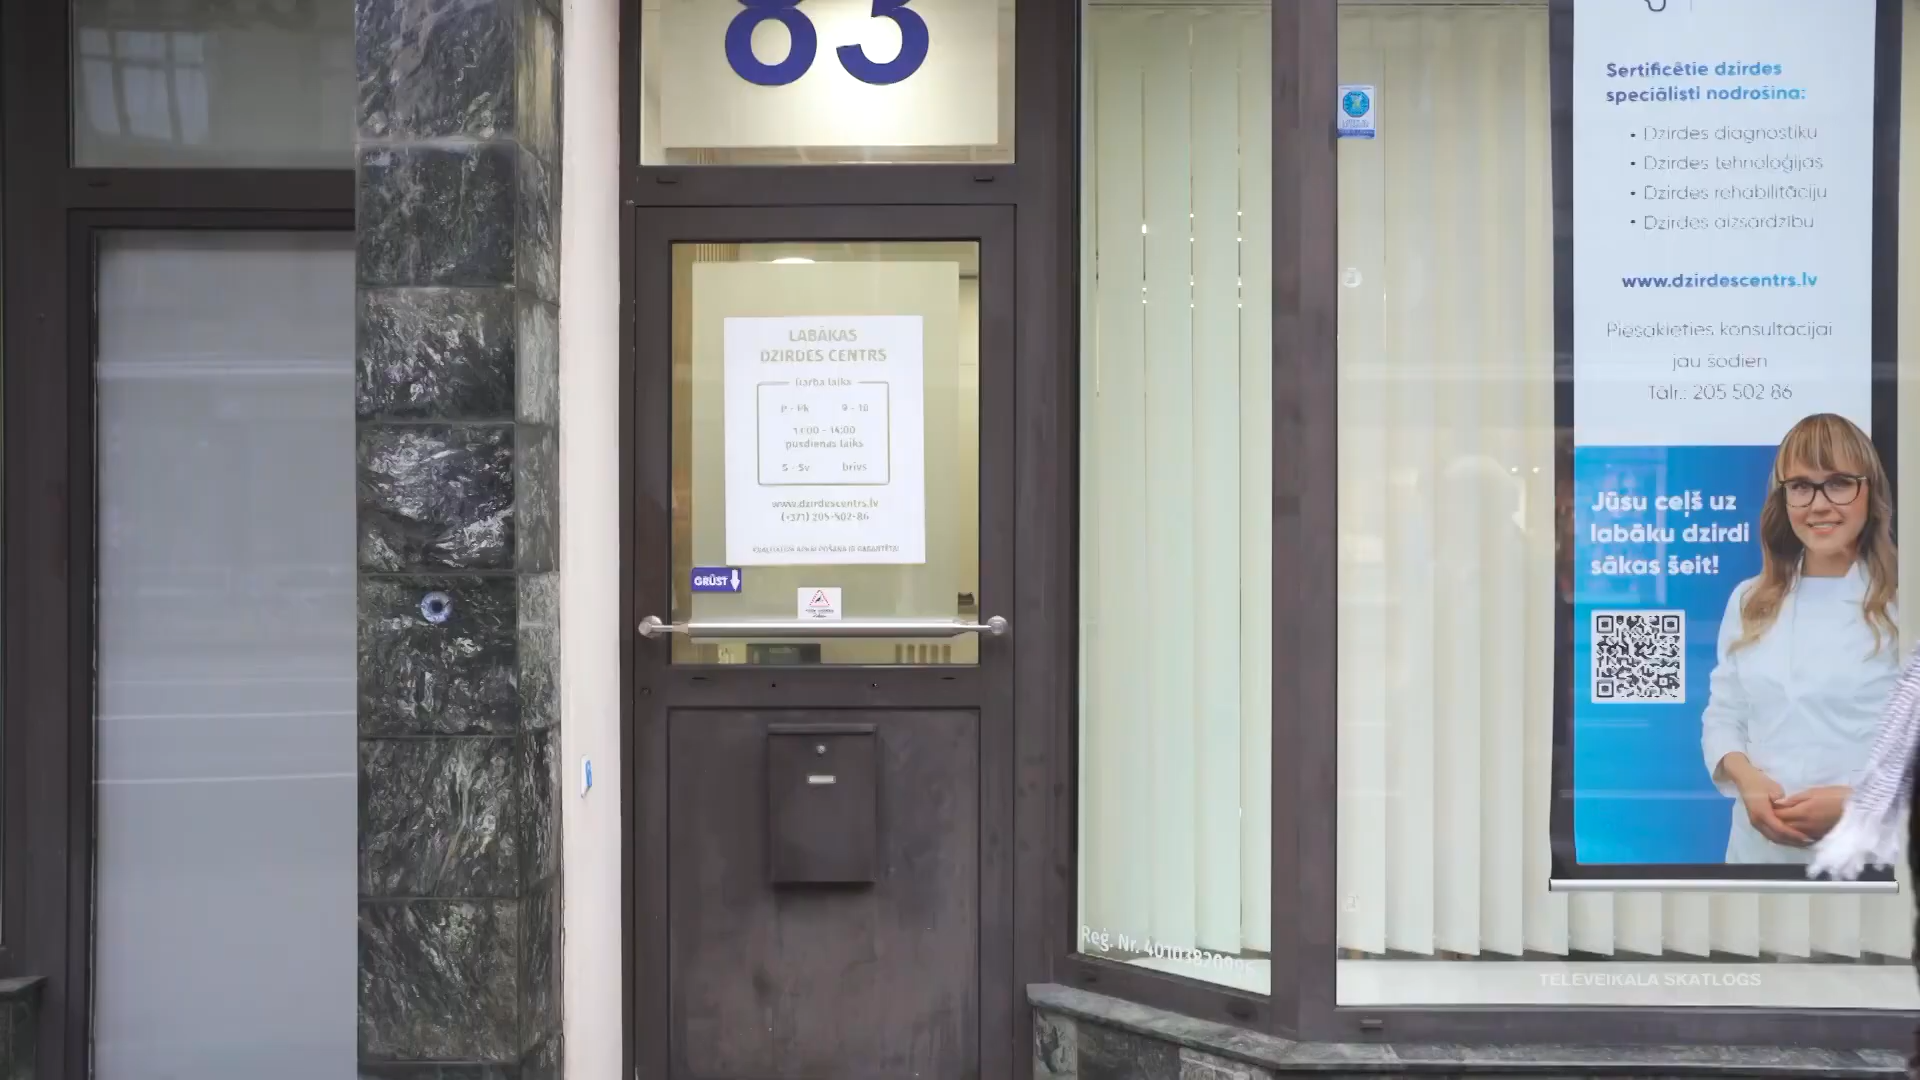 83
LABĀKAS
DZIRDES CENTRS
Darba laiks
P - Pk 9 - 18
13:00 - 14:00
pusdienas laiks
S - Sv brīvs
www.dzirdescentrs.lv
(+371) 205-502-86
GRŪST
Sertificētie dzirdes
speciālisti nodrošina:
• Dzirdes diagnostiku
• Dzirdes tehnoloģijas
• Dzirdes rehabilitāciju
• Dzirdes aizsardzību
www.dzirdescentrs.lv
Piesakieties konsultācijai
jau šodien
Tālr.: 205 502 86
Jūsu ceļš uz
labāku dzirdi
sākas šeit!
Reģ. Nr.
TELEVEIKALA SKATLOGS